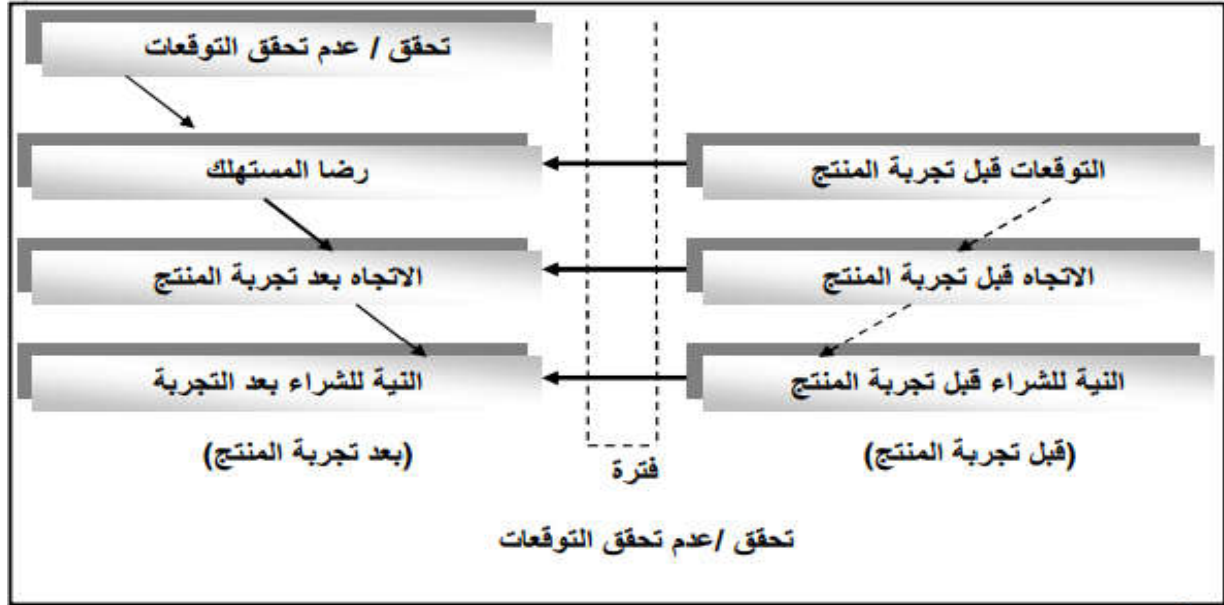 تحقق / عدم تحقق التوقعات
التوقعات قبل تجربة المنتج
رضا المستهلك
الاتجاه قبل تجربة المنتج
الاتجاه بعد تجربة المنتج
النية للشراء قبل تجربة المنتج
النية للشراء بعد التجربة
(قبل تجربة المنتج)
(بعد تجربة المنتج)
فترة
تحقق /عدم تحقق التوقعات